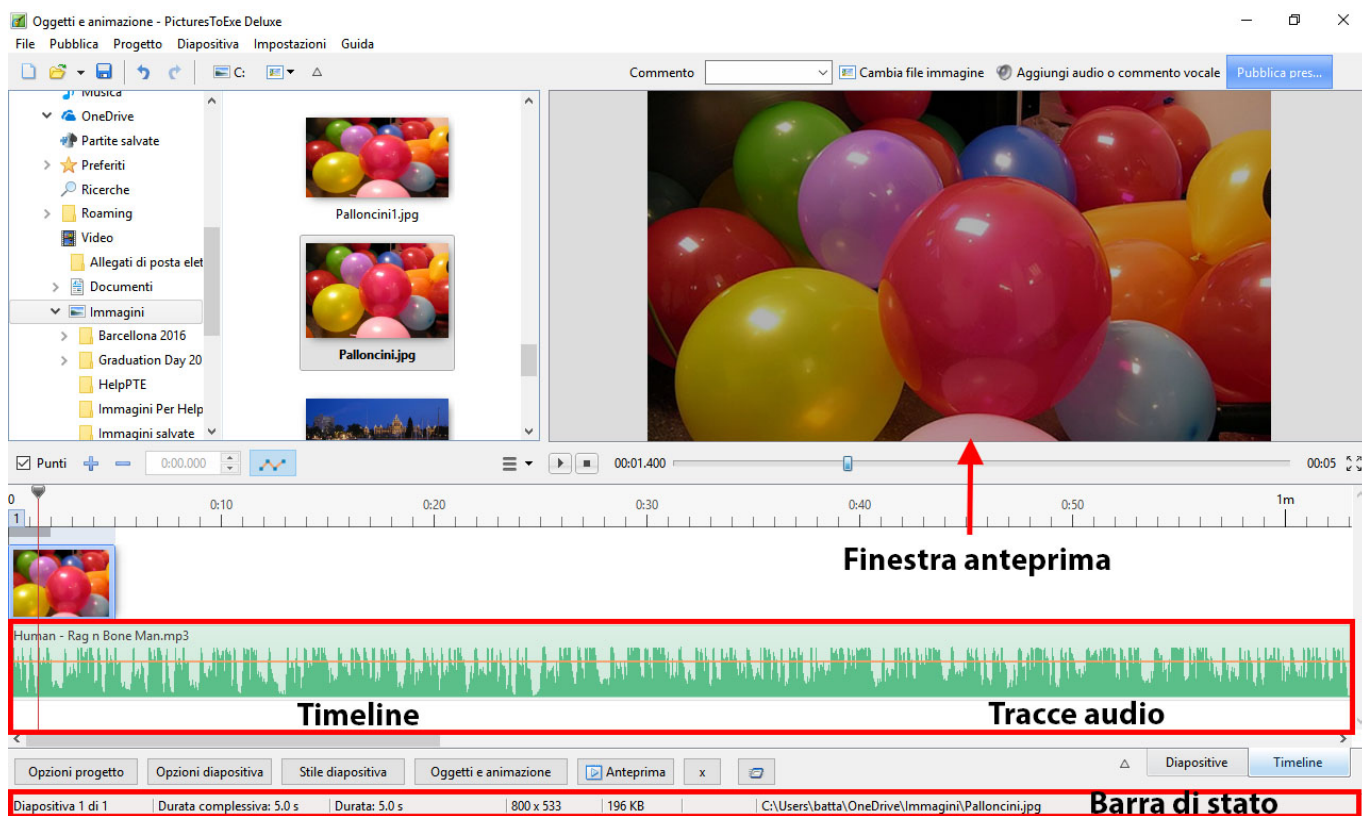 Oggetti e animazione - PicturesToExe Deluxe
File Pubblica Progetto Diapositiva Impostazioni Guida
C:
Commento
Cambia file immagine
Aggiungi audio o commento vocale
Pubblica pres...
Musica
OneDrive
Partite salvate
Preferiti
Ricerche
Roaming
Video
Allegati di posta elet
Documenti
Immagini
Barcellona 2016
Graduation Day 20
HelpPTE
Immagini Per Help
Immagini salvate
Palloncini1.jpg
Palloncini.jpg
Punti
0:00.000
00:01.400
00:05
0 0:10 0:20 0:30 0:40 0:50 1m
1
Finestra anteprima
Human - Rag n Bone Man.mp3
Timeline
Tracce audio
Opzioni progetto
Opzioni diapositiva
Stile diapositiva
Oggetti e animazione
Anteprima
x
Diapositive
Timeline
Diapositiva 1 di 1
Durata complessiva: 5.0 s
Durata: 5.0 s
800 x 533
196 KB
C:\Users\batta\OneDrive\Immagini\Palloncini.jpg
Barra di stato